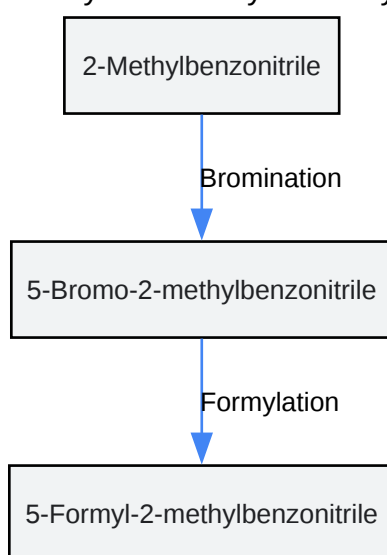 2-Methylbenzonitrile
Bromination
5-Bromo-2-methylbenzonitrile
Formylation
5-Formyl-2-methylbenzonitrile